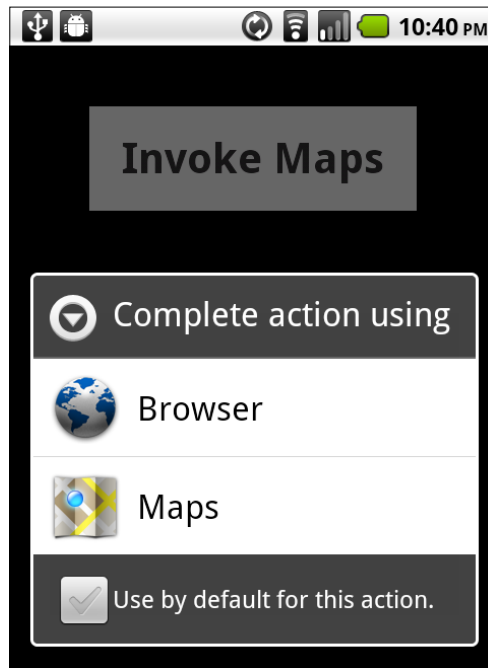 10:40 PM
Invoke Maps
Complete action using
Browser
Maps
Use by default for this action.